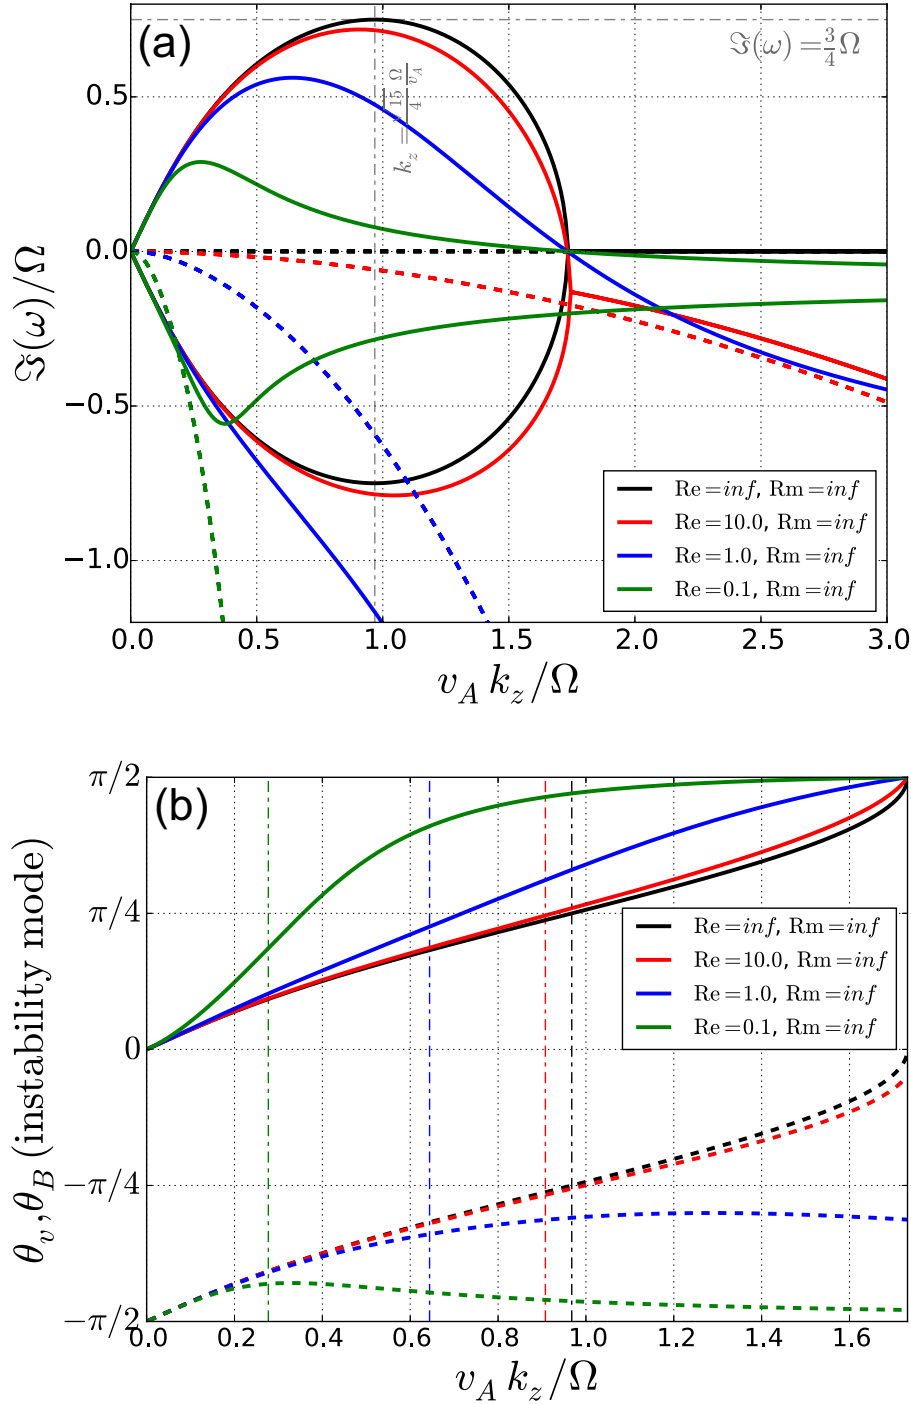 (a)
ℑ(ω) = 3/4 Ω
k_z = √15/4 Ω/v_A
0.5
0.0
−0.5
−1.0
ℑ(ω)/Ω
Re = inf, Rm = inf
Re = 10.0, Rm = inf
Re = 1.0, Rm = inf
Re = 0.1, Rm = inf
0.0 0.5 1.0 1.5 2.0 2.5 3.0
v_A k_z/Ω
(b)
π/2
π/4
0
−π/4
−π/2
θ_v, θ_B (instability mode)
Re = inf, Rm = inf
Re = 10.0, Rm = inf
Re = 1.0, Rm = inf
Re = 0.1, Rm = inf
0.0 0.2 0.4 0.6 0.8 1.0 1.2 1.4 1.6
v_A k_z/Ω